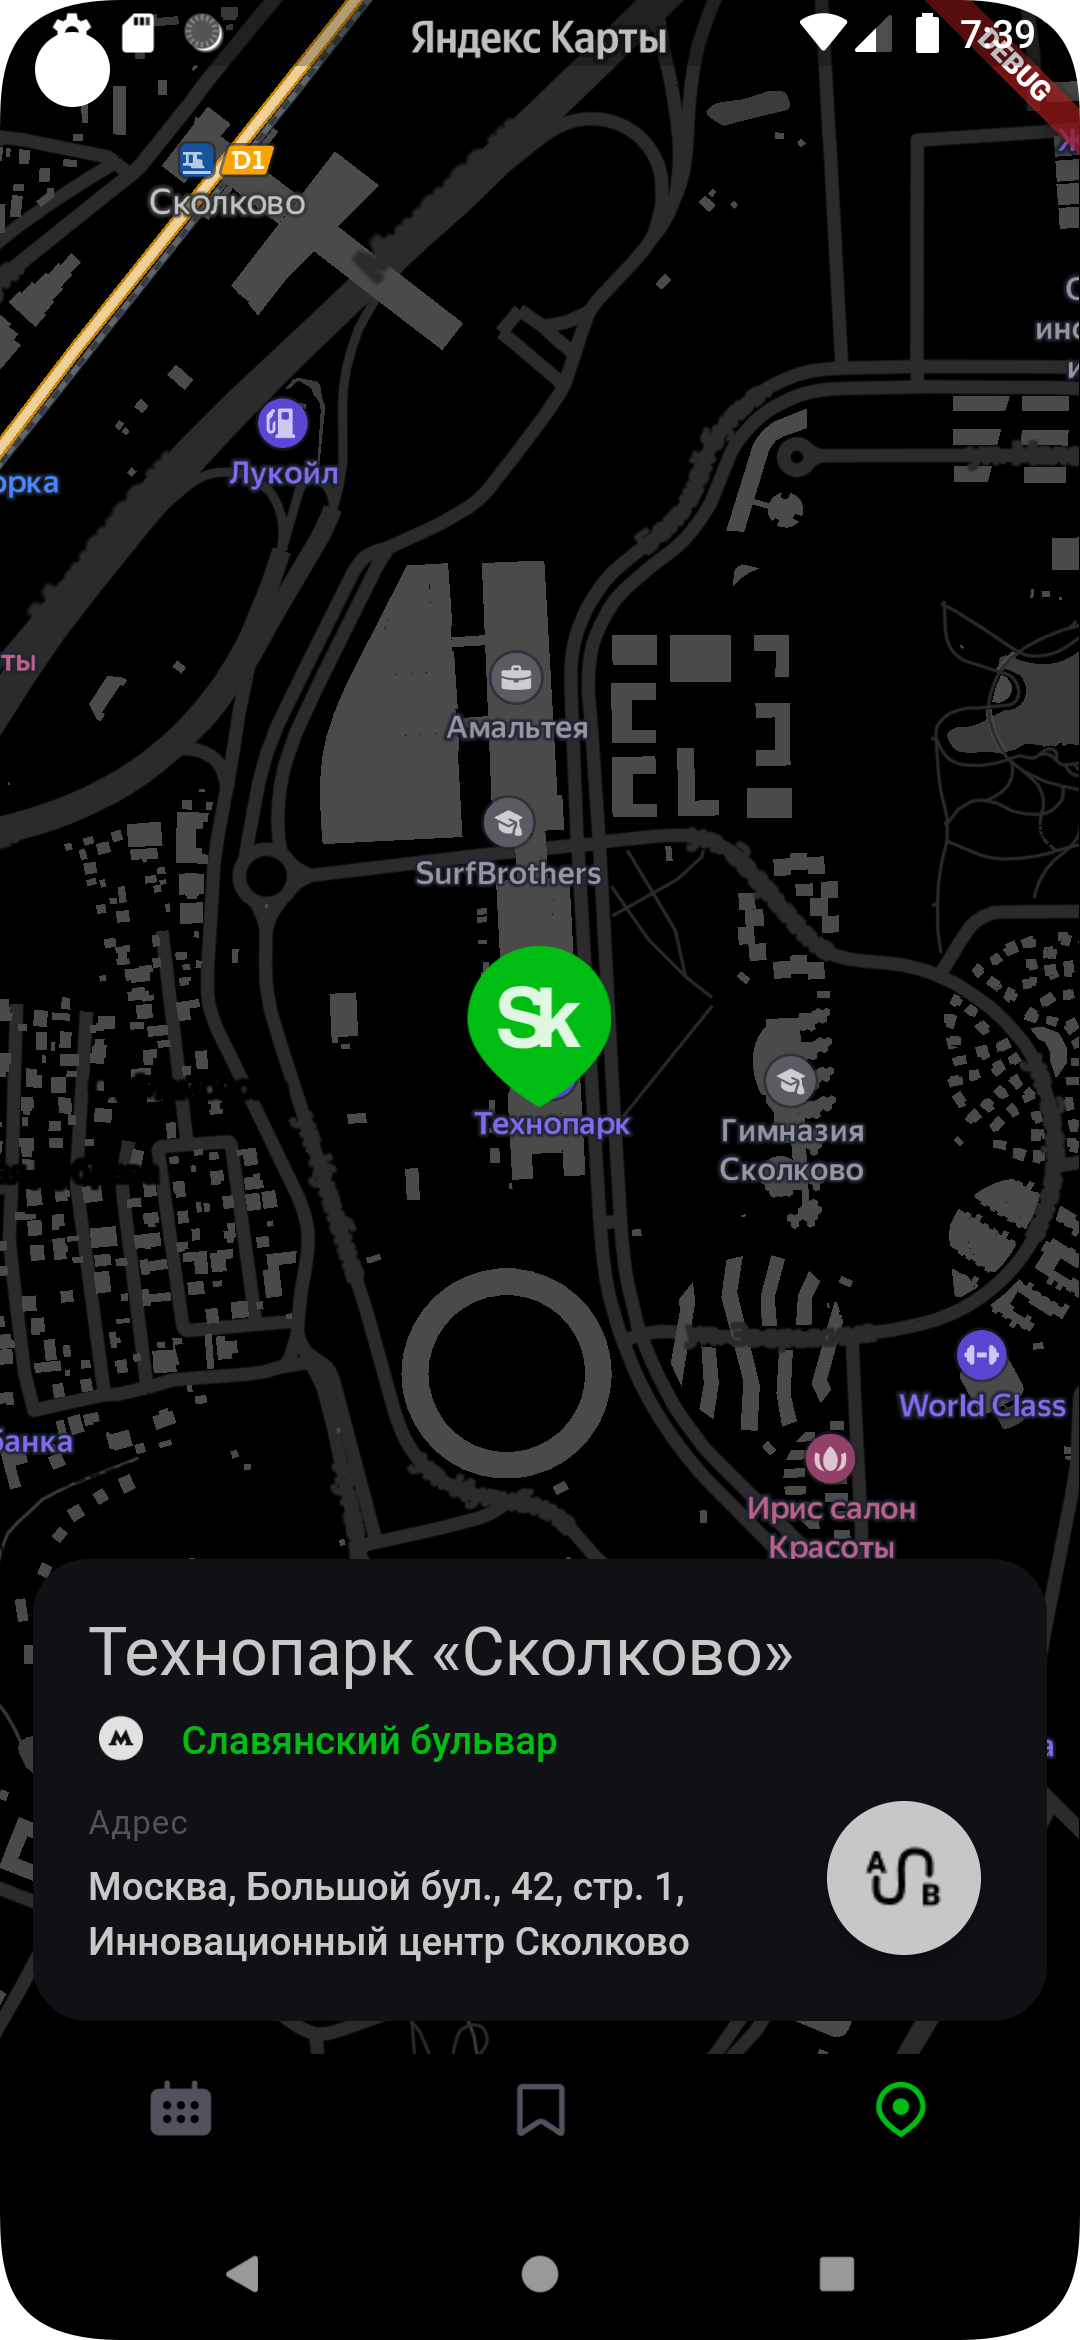 Яндекс Карты
7:39
DEBUG
D1
Сколково
Лукойл
Амальтея
SurfBrothers
Sk
Технопарк
Гимназия
Сколково
World Class
Ирис салон
Красоты
Технопарк «Сколково»
М
Славянский бульвар
Адрес
Москва, Большой бул., 42, стр. 1,
Инновационный центр Сколково
A
B